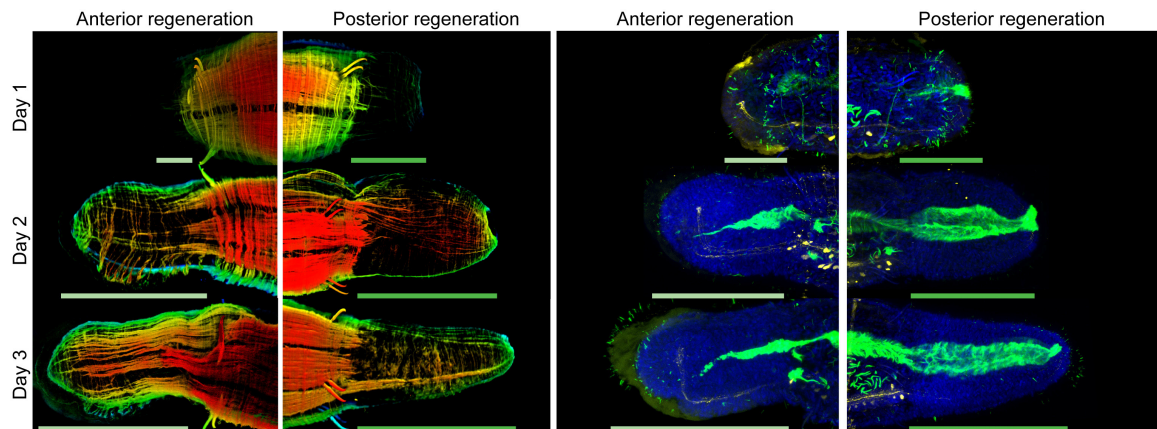 Anterior regeneration Posterior regeneration Anterior regeneration Posterior regeneration
Day 1
Day 2
Day 3